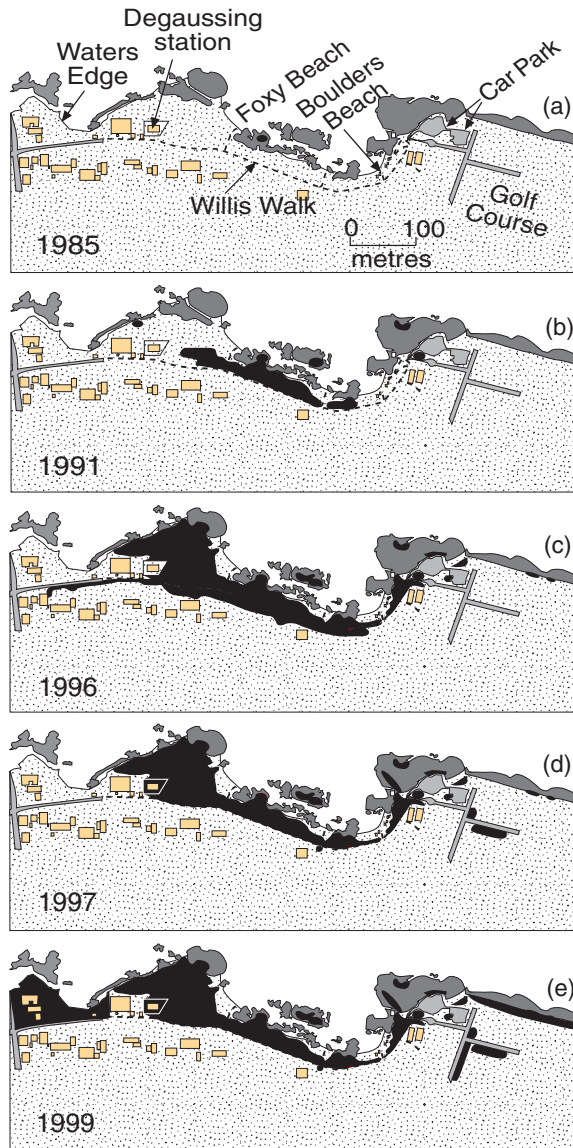 Degaussing
station
Waters
Edge
Foxy Beach
Boulders
Beach
Car Park
(a)
Willis Walk
0 100
metres
Golf
Course
1985
(b)
1991
(c)
1996
(d)
1997
(e)
1999